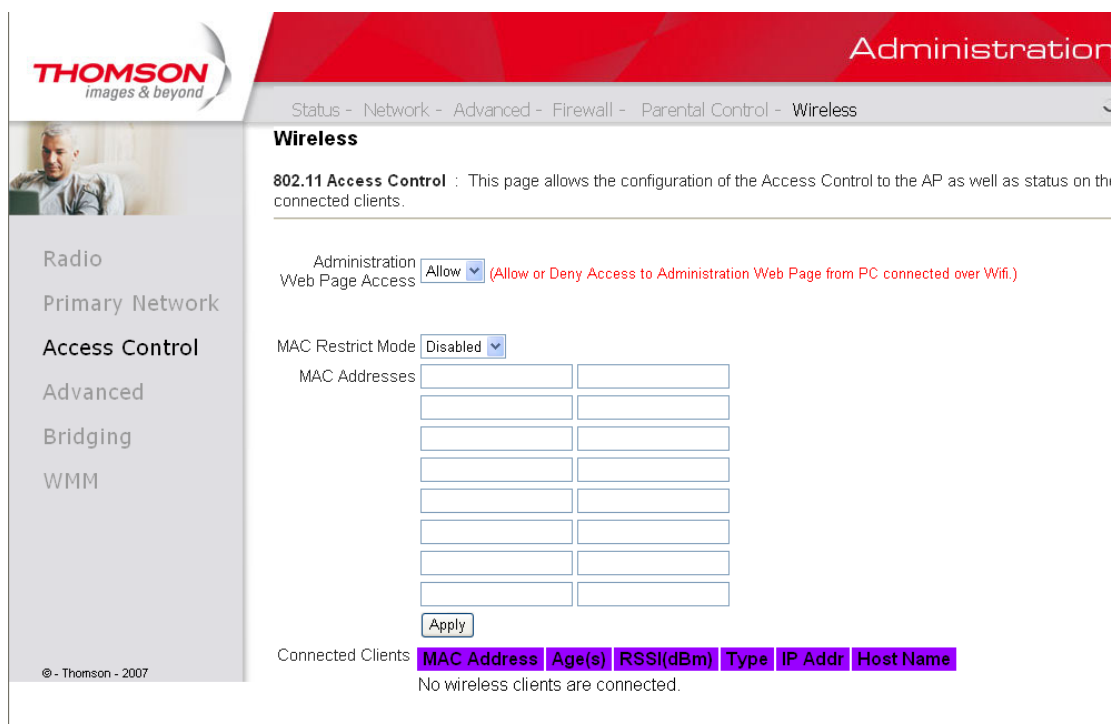 THOMSON
images & beyond
Administration
Status - Network - Advanced - Firewall - Parental Control - Wireless
Wireless
802.11 Access Control : This page allows the configuration of the Access Control to the AP as well as status on the
connected clients.
Radio
Primary Network
Access Control
Advanced
Bridging
WMM
© - Thomson - 2007
Administration
Web Page Access Allow (Allow or Deny Access to Administration Web Page from PC connected over Wifi.)
MAC Restrict Mode Disabled
MAC Addresses
Apply
Connected Clients MAC Address Age(s) RSSI(dBm) Type IP Addr Host Name
No wireless clients are connected.